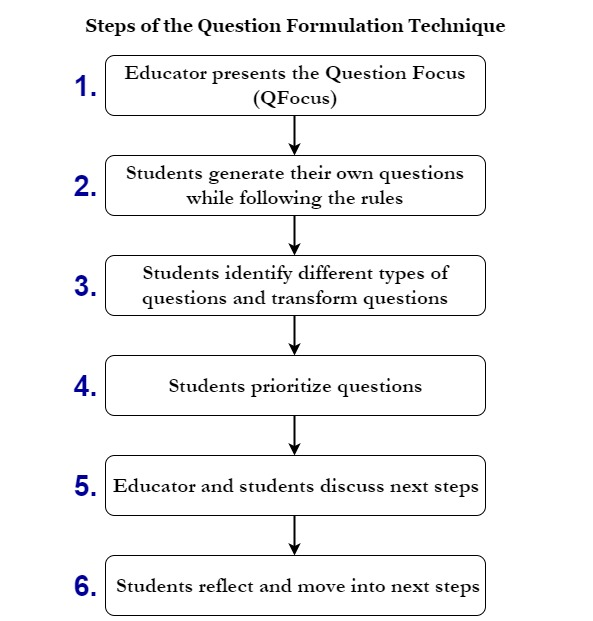 Steps of the Question Formulation Technique
1.
Educator presents the Question Focus
(QFocus)
2.
Students generate their own questions
while following the rules
3.
Students identify different types of
questions and transform questions
4.
Students prioritize questions
5.
Educator and students discuss next steps
6.
Students reflect and move into next steps